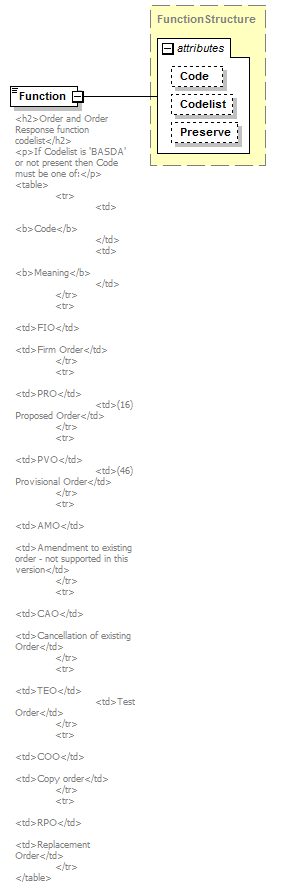 FunctionStructure
attributes
Code
Function
Codelist
Preserve
<h2>Order and Order
Response function
codelist</h2>
<p>If Codelist is 'BASDA'
or not present then Code
must be one of:</p>
<table>
<tr>
<td>
<b>Code</b>
</td>
<td>
<b>Meaning</b>
</td>
</tr>
<tr>
<td>FIO</td>
<td>Firm Order</td>
</tr>
<tr>
<td>PRO</td>
<td>(16)
Proposed Order</td>
</tr>
<tr>
<td>PVO</td>
<td>(46)
Provisional Order</td>
</tr>
<tr>
<td>AMO</td>
<td>Amendment to existing
order - not supported in this
version</td>
</tr>
<tr>
<td>CAO</td>
<td>Cancellation of existing
Order</td>
</tr>
<tr>
<td>TEO</td>
<td>Test
Order</td>
</tr>
<tr>
<td>COO</td>
<td>Copy order</td>
</tr>
<tr>
<td>RPO</td>
<td>Replacement
Order</td>
</tr>
</table>